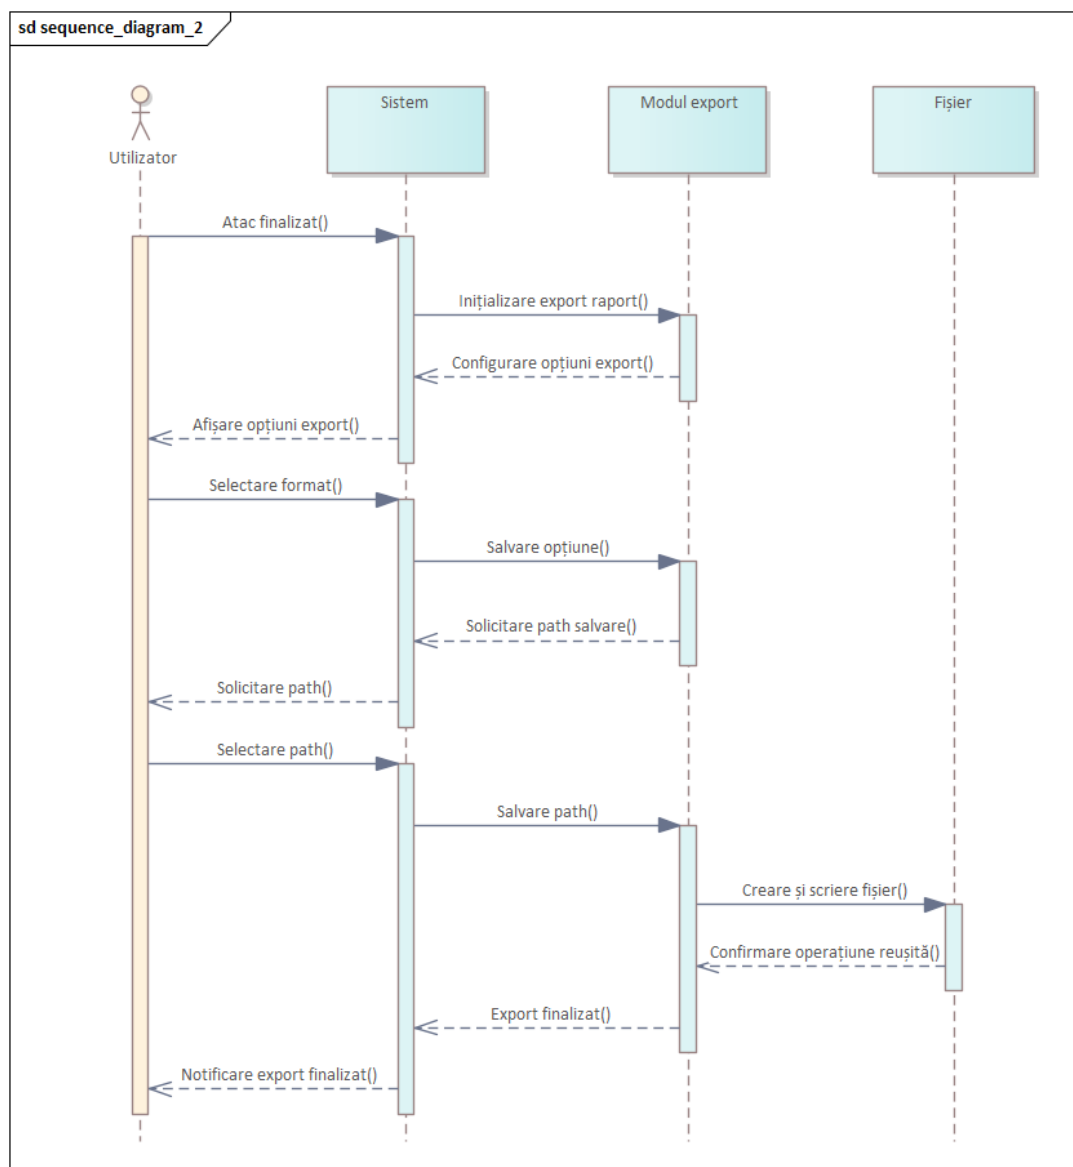 sd sequence_diagram_2
Utilizator
Sistem
Modul export
Fișier
Atac finalizat()
Inițializare export raport()
Configurare opțiuni export()
Afișare opțiuni export()
Selectare format()
Salvare opțiune()
Solicitare path salvare()
Solicitare path()
Selectare path()
Salvare path()
Creare și scriere fișier()
Confirmare operațiune reușită()
Export finalizat()
Notificare export finalizat()